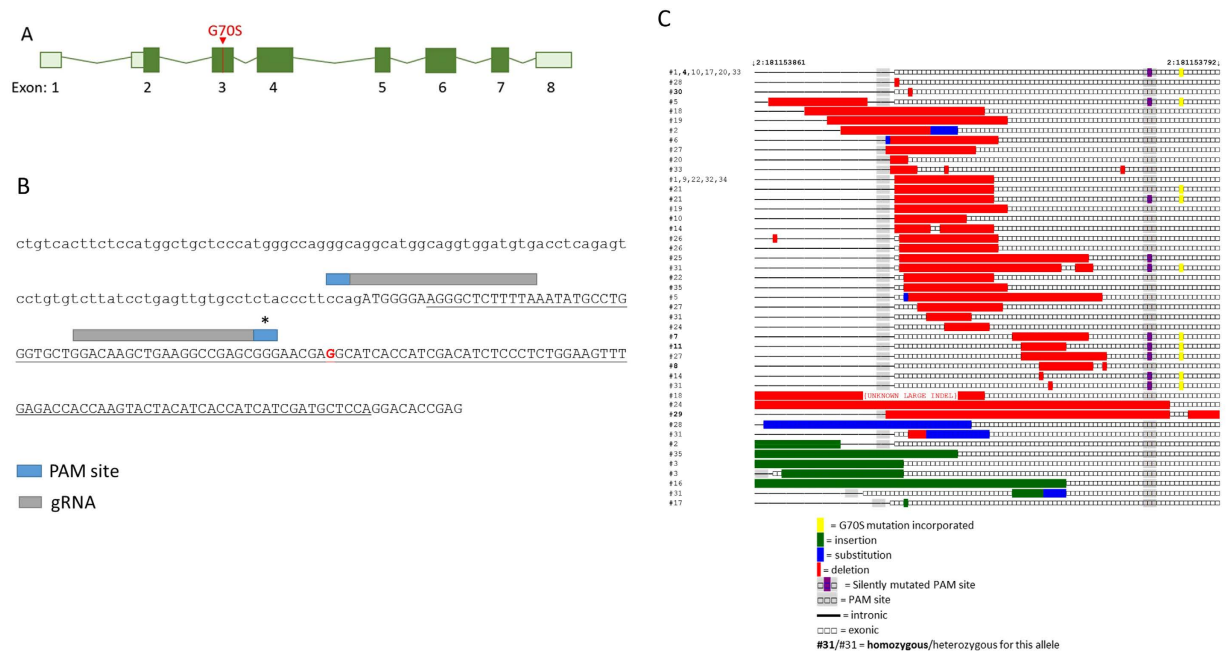 A
G70S
Exon: 1 2 3 4 5 6 7 8
B
ctgtcacttctccatggctgctcccatgggccagggcaggcatggcaggtggatgtgacctcagagt
cctgtgtcttatcctgagttgtgcctctacccttccagATGGGGAAGGGCTCTTTTAAATATGCCTG
*
GGTGCTGGACAAGCTGAAGGCCGAGCGGGAACGAGGCATCACCATCGACATCTCCCTCTGGAAGTTT
GAGACCACCAAGTACTACATCACCATCATCGATGCTCCAGGACACCGAG
PAM site
gRNA
C
↓2:181153861 2:181153792↓
#1,4,10,17,20,33
#28
#30
#5
#18
#19
#2
#6
#27
#20
#33
#1,9,22,32,34
#21
#21
#19
#10
#14
#26
#26
#25
#31
#22
#35
#5
#27
#31
#24
#7
#11
#27
#8
#14
#31
#18 [UNKNOWN LARGE INDEL]
#24
#29
#28
#31
#2
#35
#3
#3
#16
#31
#17
= G70S mutation incorporated
= insertion
= substitution
= deletion
= Silently mutated PAM site
= PAM site
= intronic
= exonic
#31/#31 = homozygous/heterozygous for this allele